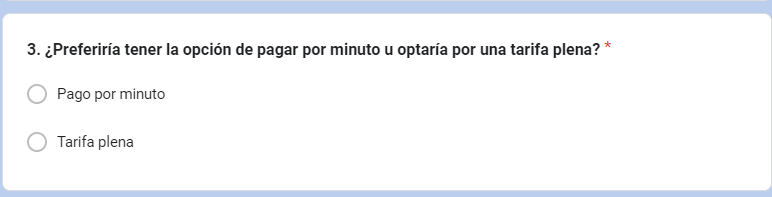 3. ¿Preferiría tener la opción de pagar por minuto u optaría por una tarifa plena? *
Pago por minuto
Tarifa plena